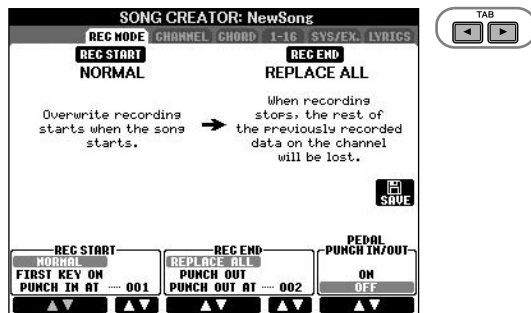 SONG CREATOR: NewSong
TAB
REC MODE CHANNEL CHORD 1-16 SYS/EX. LYRICS
REC START
NORMAL
Overwrite recording
starts when the song
starts.
REC END
REPLACE ALL
When recording
stops, the rest of
the previously recorded
data on the channel
will be lost.
SAVE
REC START
NORMAL
FIRST KEY ON
PUNCH IN AT ···· 001
REC END
REPLACE ALL
PUNCH OUT
PUNCH OUT AT ···· 002
PEDAL
PUNCH IN/OUT
ON
OFF